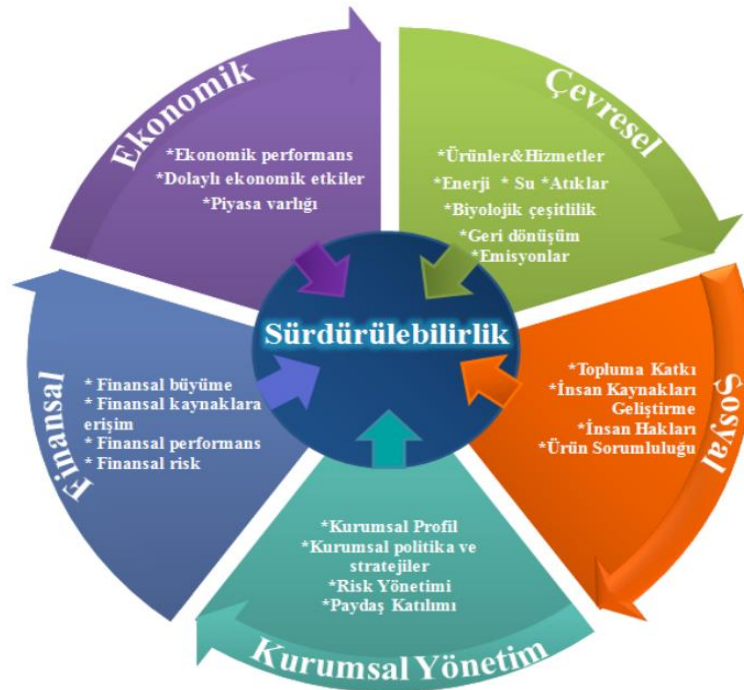 Ekonomik
*Ekonomik performans
*Dolaylı ekonomik etkiler
*Piyasa varlığı
Çevresel
*Ürünler&Hizmetler
*Enerji * Su *Atıklar
*Biyolojik çeşitlilik
*Geri dönüşüm
*Emisyonlar
Sürdürülebilirlik
Sosyal
*Topluma Katkı
*İnsan Kaynakları
Geliştirme
*İnsan Hakları
*Ürün Sorumluluğu
Kurumsal Yönetim
*Kurumsal Profil
*Kurumsal politika ve
stratejiler
*Risk Yönetimi
*Paydaş Katılımı
Finansal
* Finansal büyüme
* Finansal kaynaklara
erişim
* Finansal performans
* Finansal risk